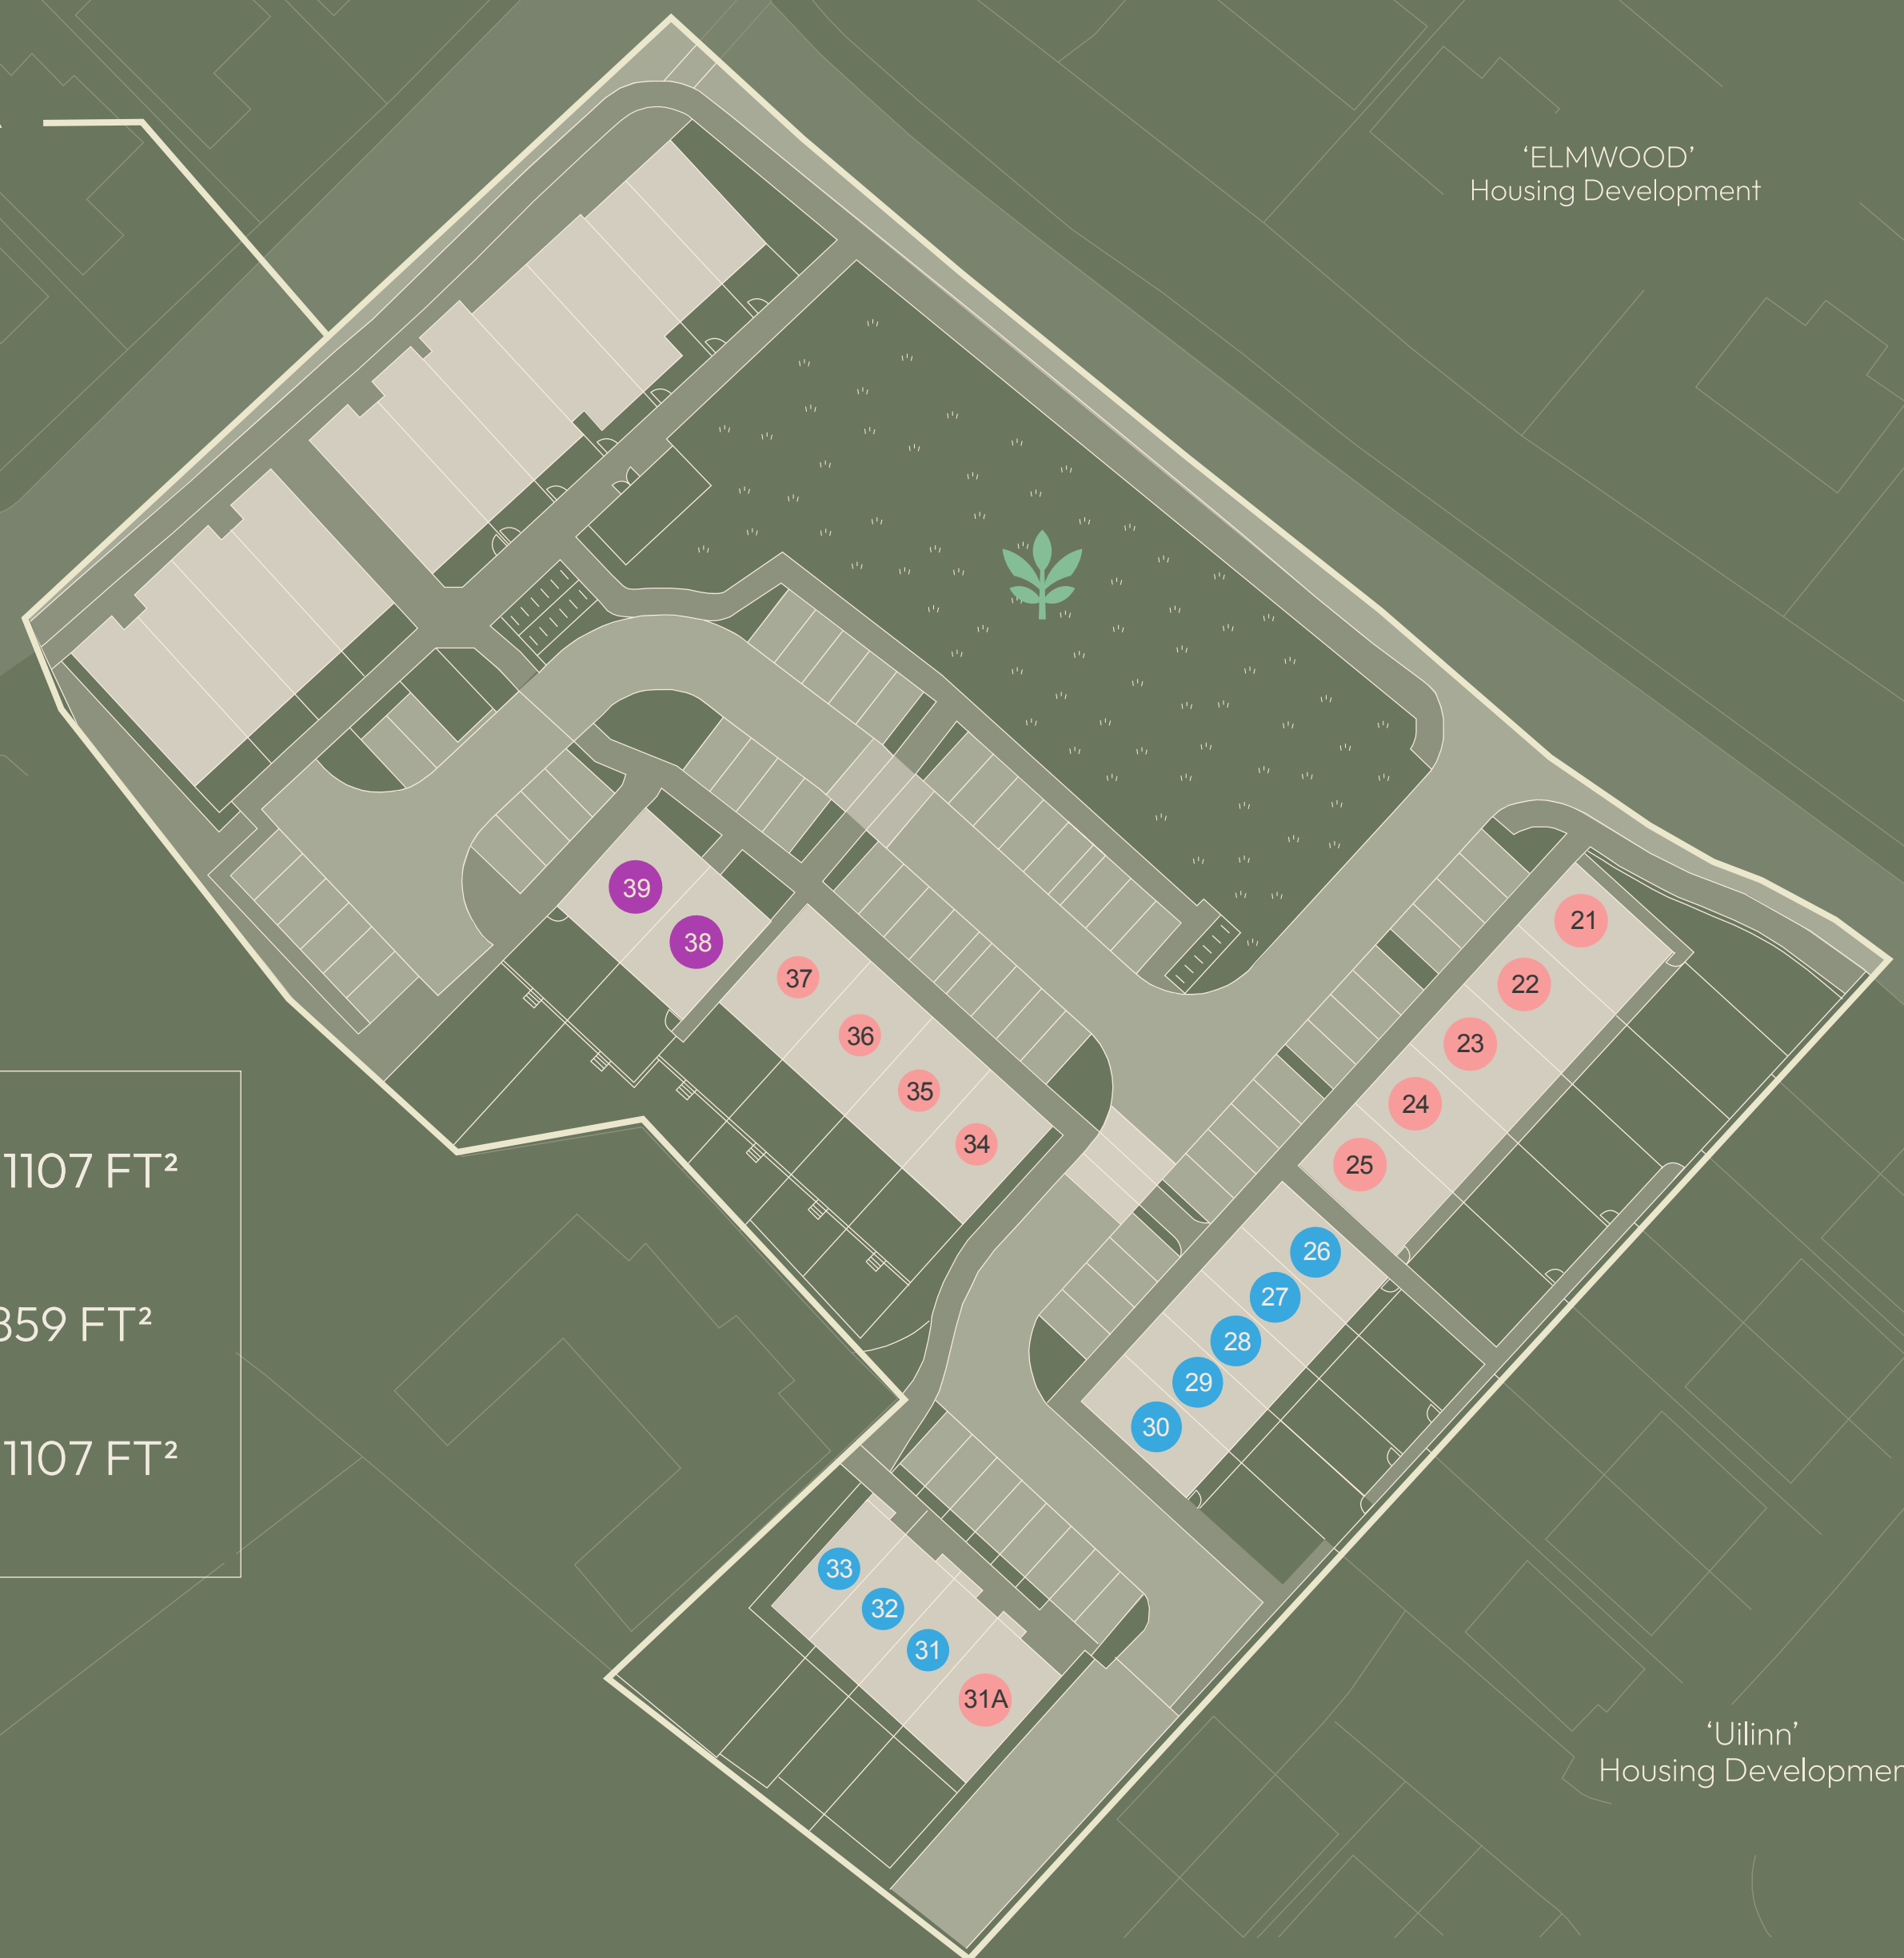 ‘ELMWOOD’
Housing Development
21
22
23
24
25
26
27
28
29
30
39
38
37
36
35
34
33
32
31
31A
1107 FT²
859 FT²
1107 FT²
‘Uilinn’
Housing Developmen